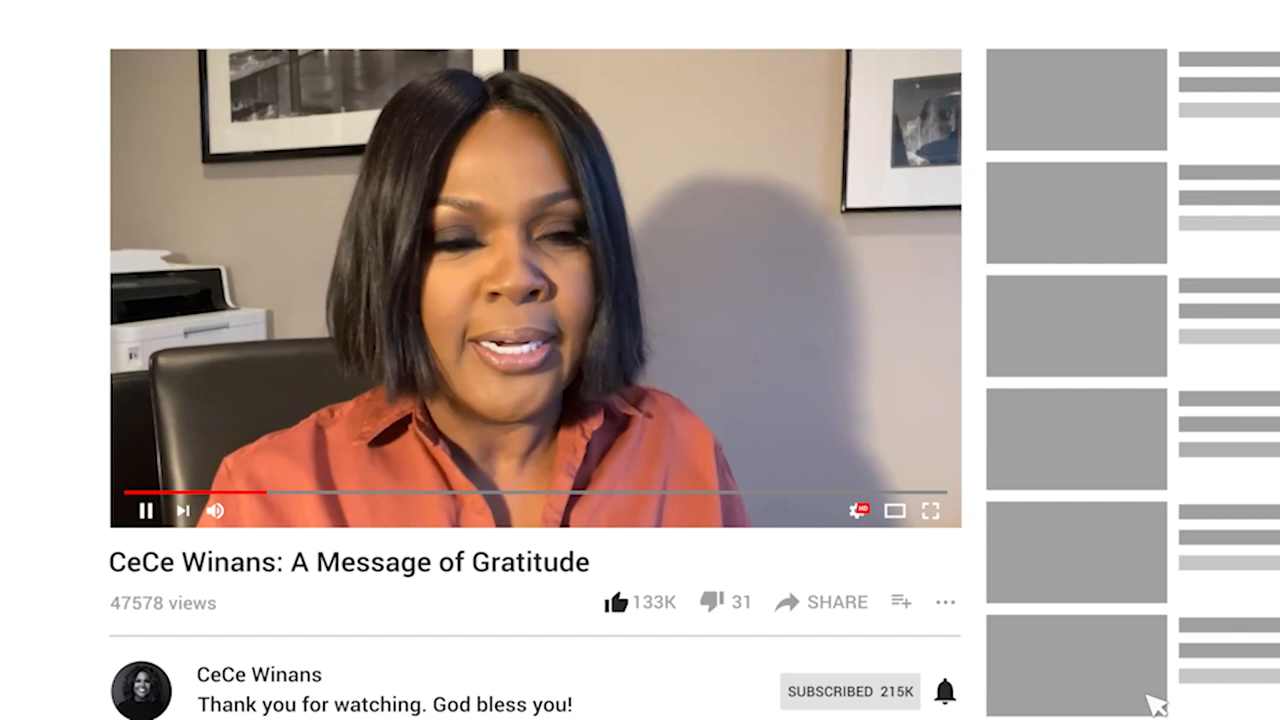 CeCe Winans: A Message of Gratitude
47578 views
133K 31 SHARE
CeCe Winans
Thank you for watching. God bless you!
SUBSCRIBED 215K
HD